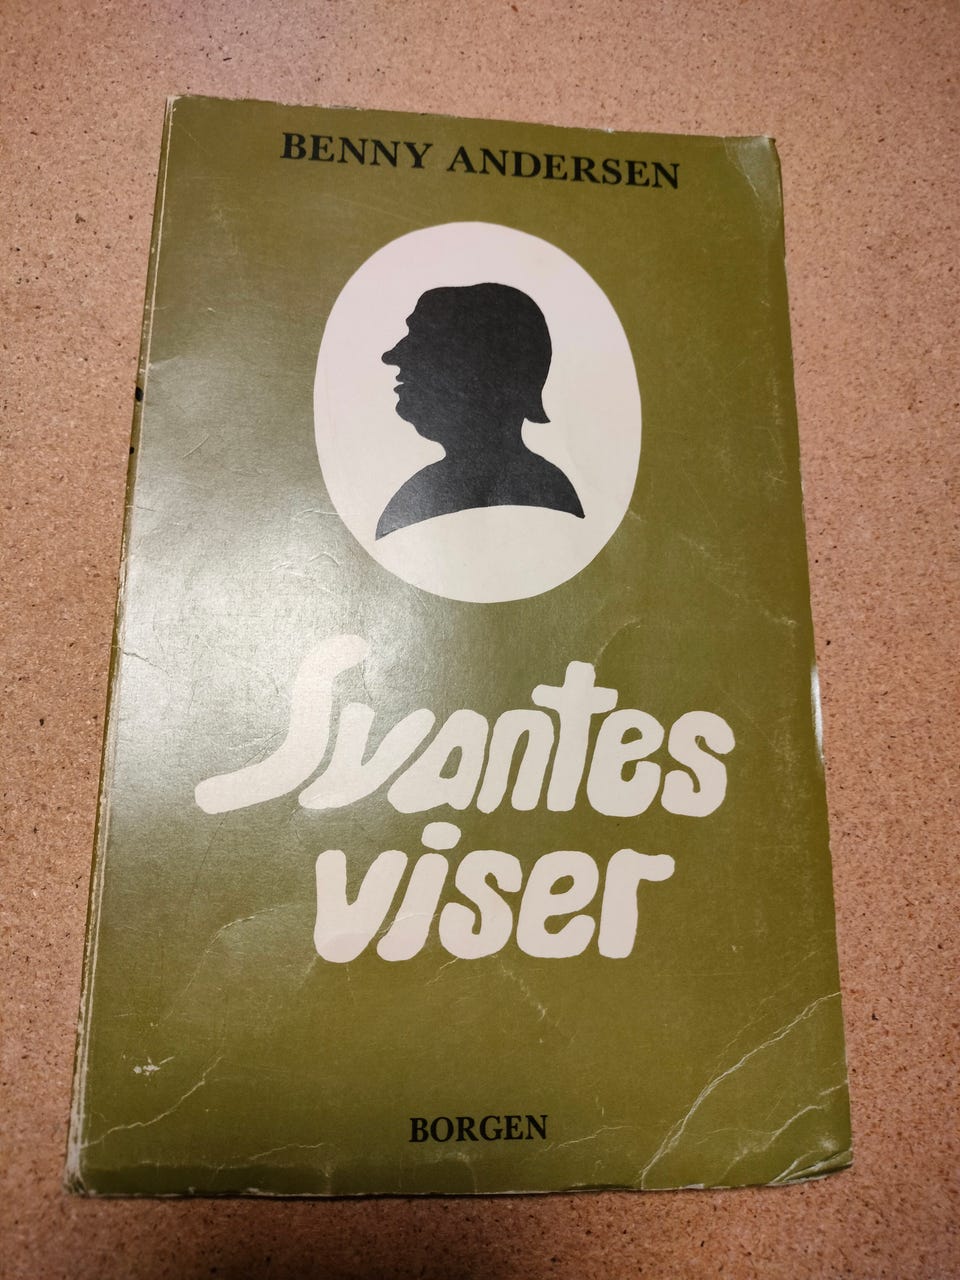 BENNY ANDERSEN
Svantes
viser
BORGEN